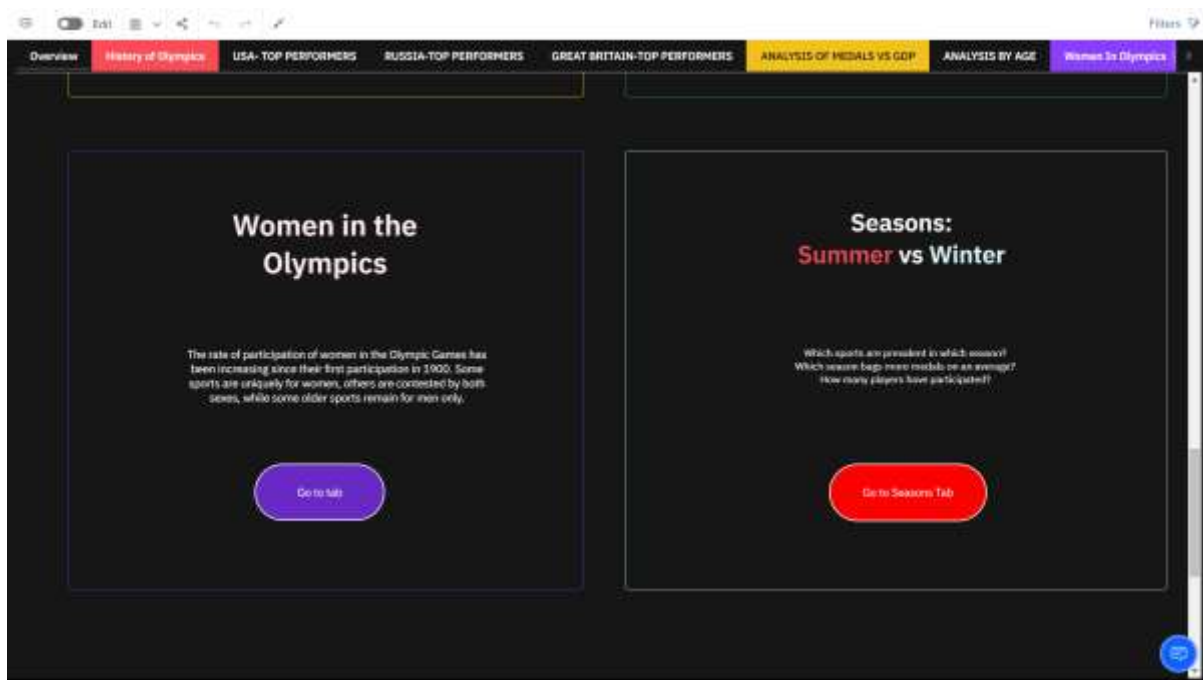 Edit
Filters
Overview
History of Olympics
USA- TOP PERFORMERS
RUSSIA-TOP PERFORMERS
GREAT BRITAIN-TOP PERFORMERS
ANALYSIS OF MEDALS VS GDP
ANALYSIS BY AGE
Women In Olympics
Women in the
Olympics
The rate of participation of women in the Olympic Games has
been increasing since their first participation in 1900. Some
sports are uniquely for women, others are contested by both
sexes, while some older sports remain for men only.
Go to tab
Seasons:
Summer vs Winter
Which sports are prevalent in which season?
Which season bags more medals on an average?
How many players have participated?
Go to Seasons Tab